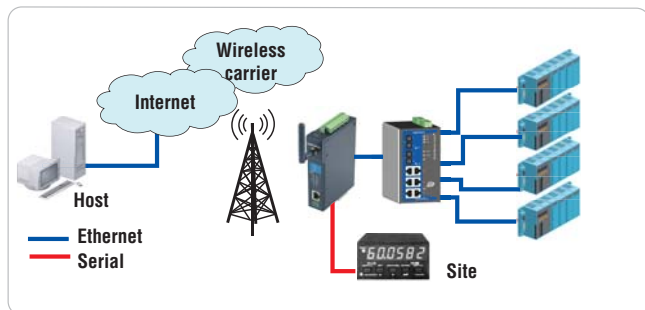 Wireless
carrier
Internet
Host
Ethernet
Serial
60.0582
Site